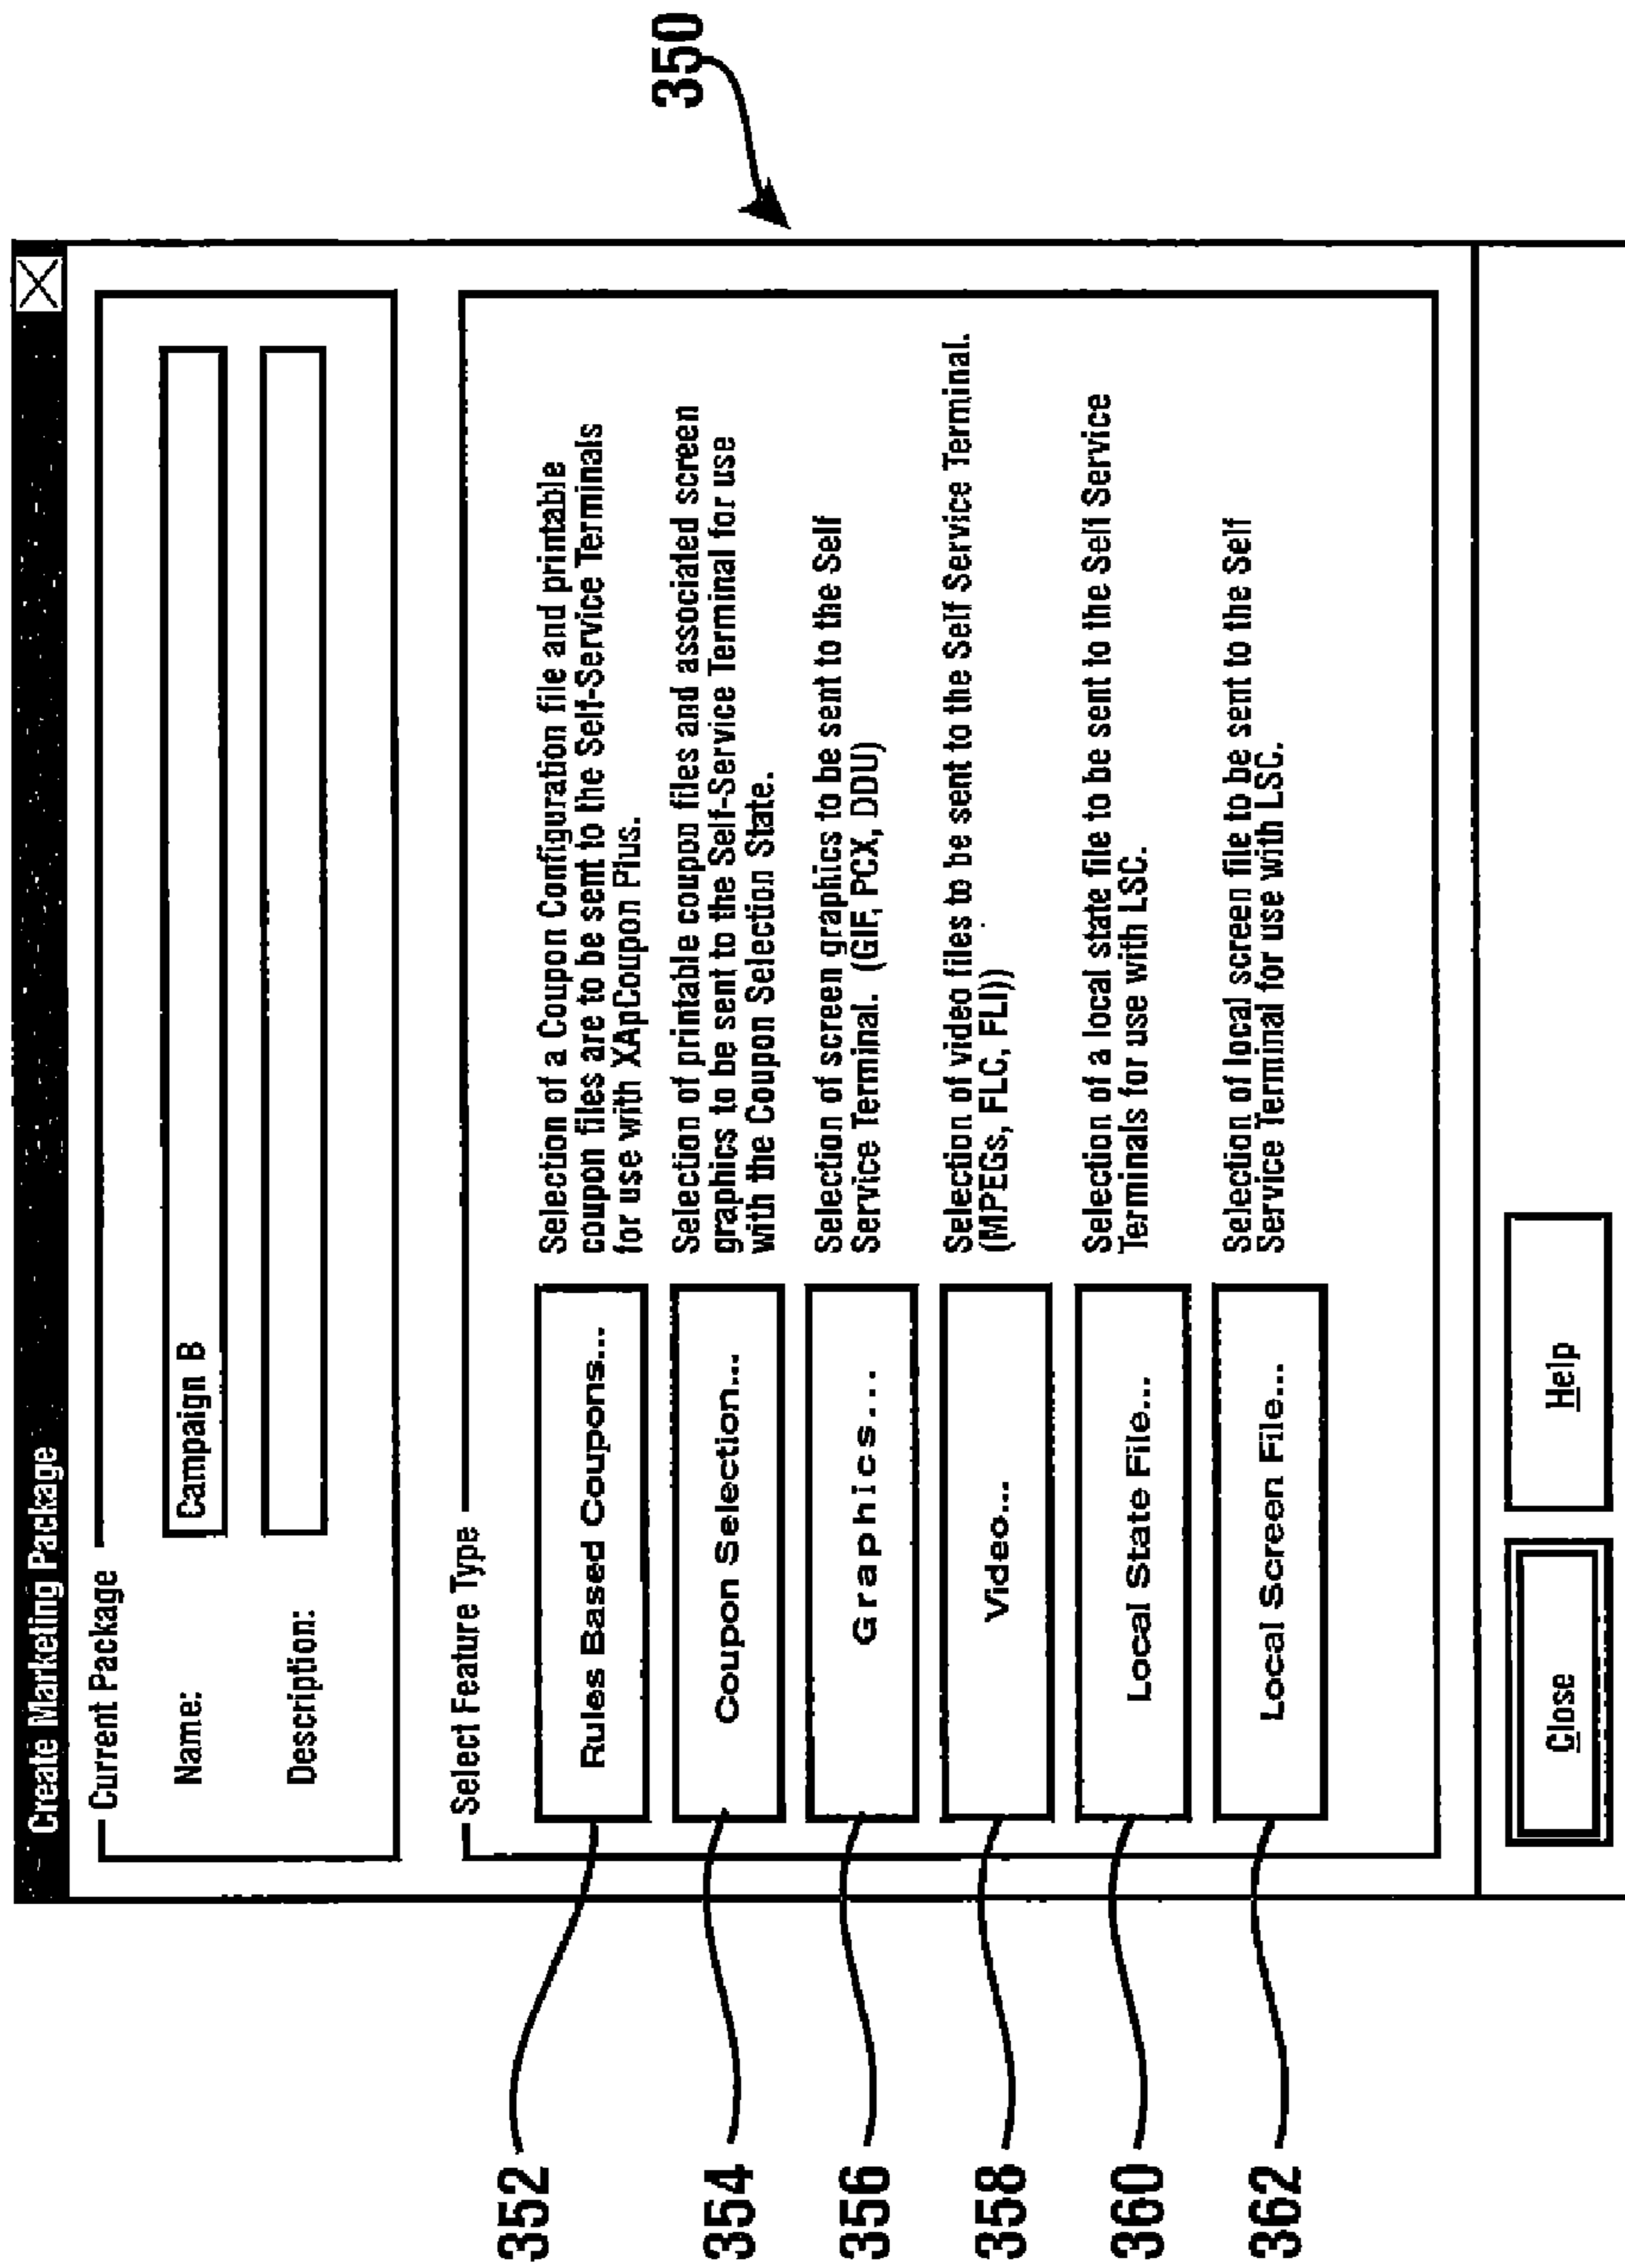 Create Marketing Package
Current Package
Name:
Campaign B
Description:
Select Feature Type
352
Rules Based Coupons...
Selection of a Coupon Configuration file and printable
coupon files are to be sent to the Self-Service Terminals
for use with XApCoupon Plus.
354
Coupon Selection...
Selection of printable coupon files and associated screen
graphics to be sent to the Self-Service Terminal for use
with the Coupon Selection State.
356
Graphics...
Selection of screen graphics to be sent to the Self
Service Terminal. (GIF, PCX, DDU)
358
Video...
Selection of video files to be sent to the Self Service Terminal.
(MPEGs, FLC, FLI))
360
Local State File...
Selection of a local state file to be sent to the Self Service
Terminals for use with LSC.
362
Local Screen File...
Selection of local screen file to be sent to the Self
Service Terminal for use with LSC.
Close
Help
350